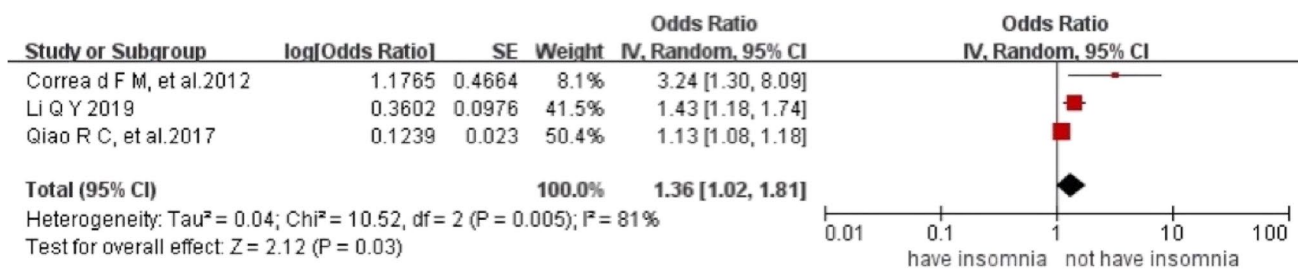 Odds Ratio Odds Ratio
Study or Subgroup log[Odds Ratio] SE Weight IV, Random, 95% CI IV, Random, 95% CI
Correa d F M, et al.2012 1.1765 0.4664 8.1% 3.24 [1.30, 8.09]
Li Q Y 2019 0.3602 0.0976 41.5% 1.43 [1.18, 1.74]
Qiao R C, et al.2017 0.1239 0.023 50.4% 1.13 [1.08, 1.18]
Total (95% CI) 100.0% 1.36 [1.02, 1.81]
Heterogeneity: Tau² = 0.04; Chi² = 10.52, df = 2 (P = 0.005); I² = 81%
Test for overall effect: Z = 2.12 (P = 0.03)
0.01 0.1 1 10 100
have insomnia not have insomnia